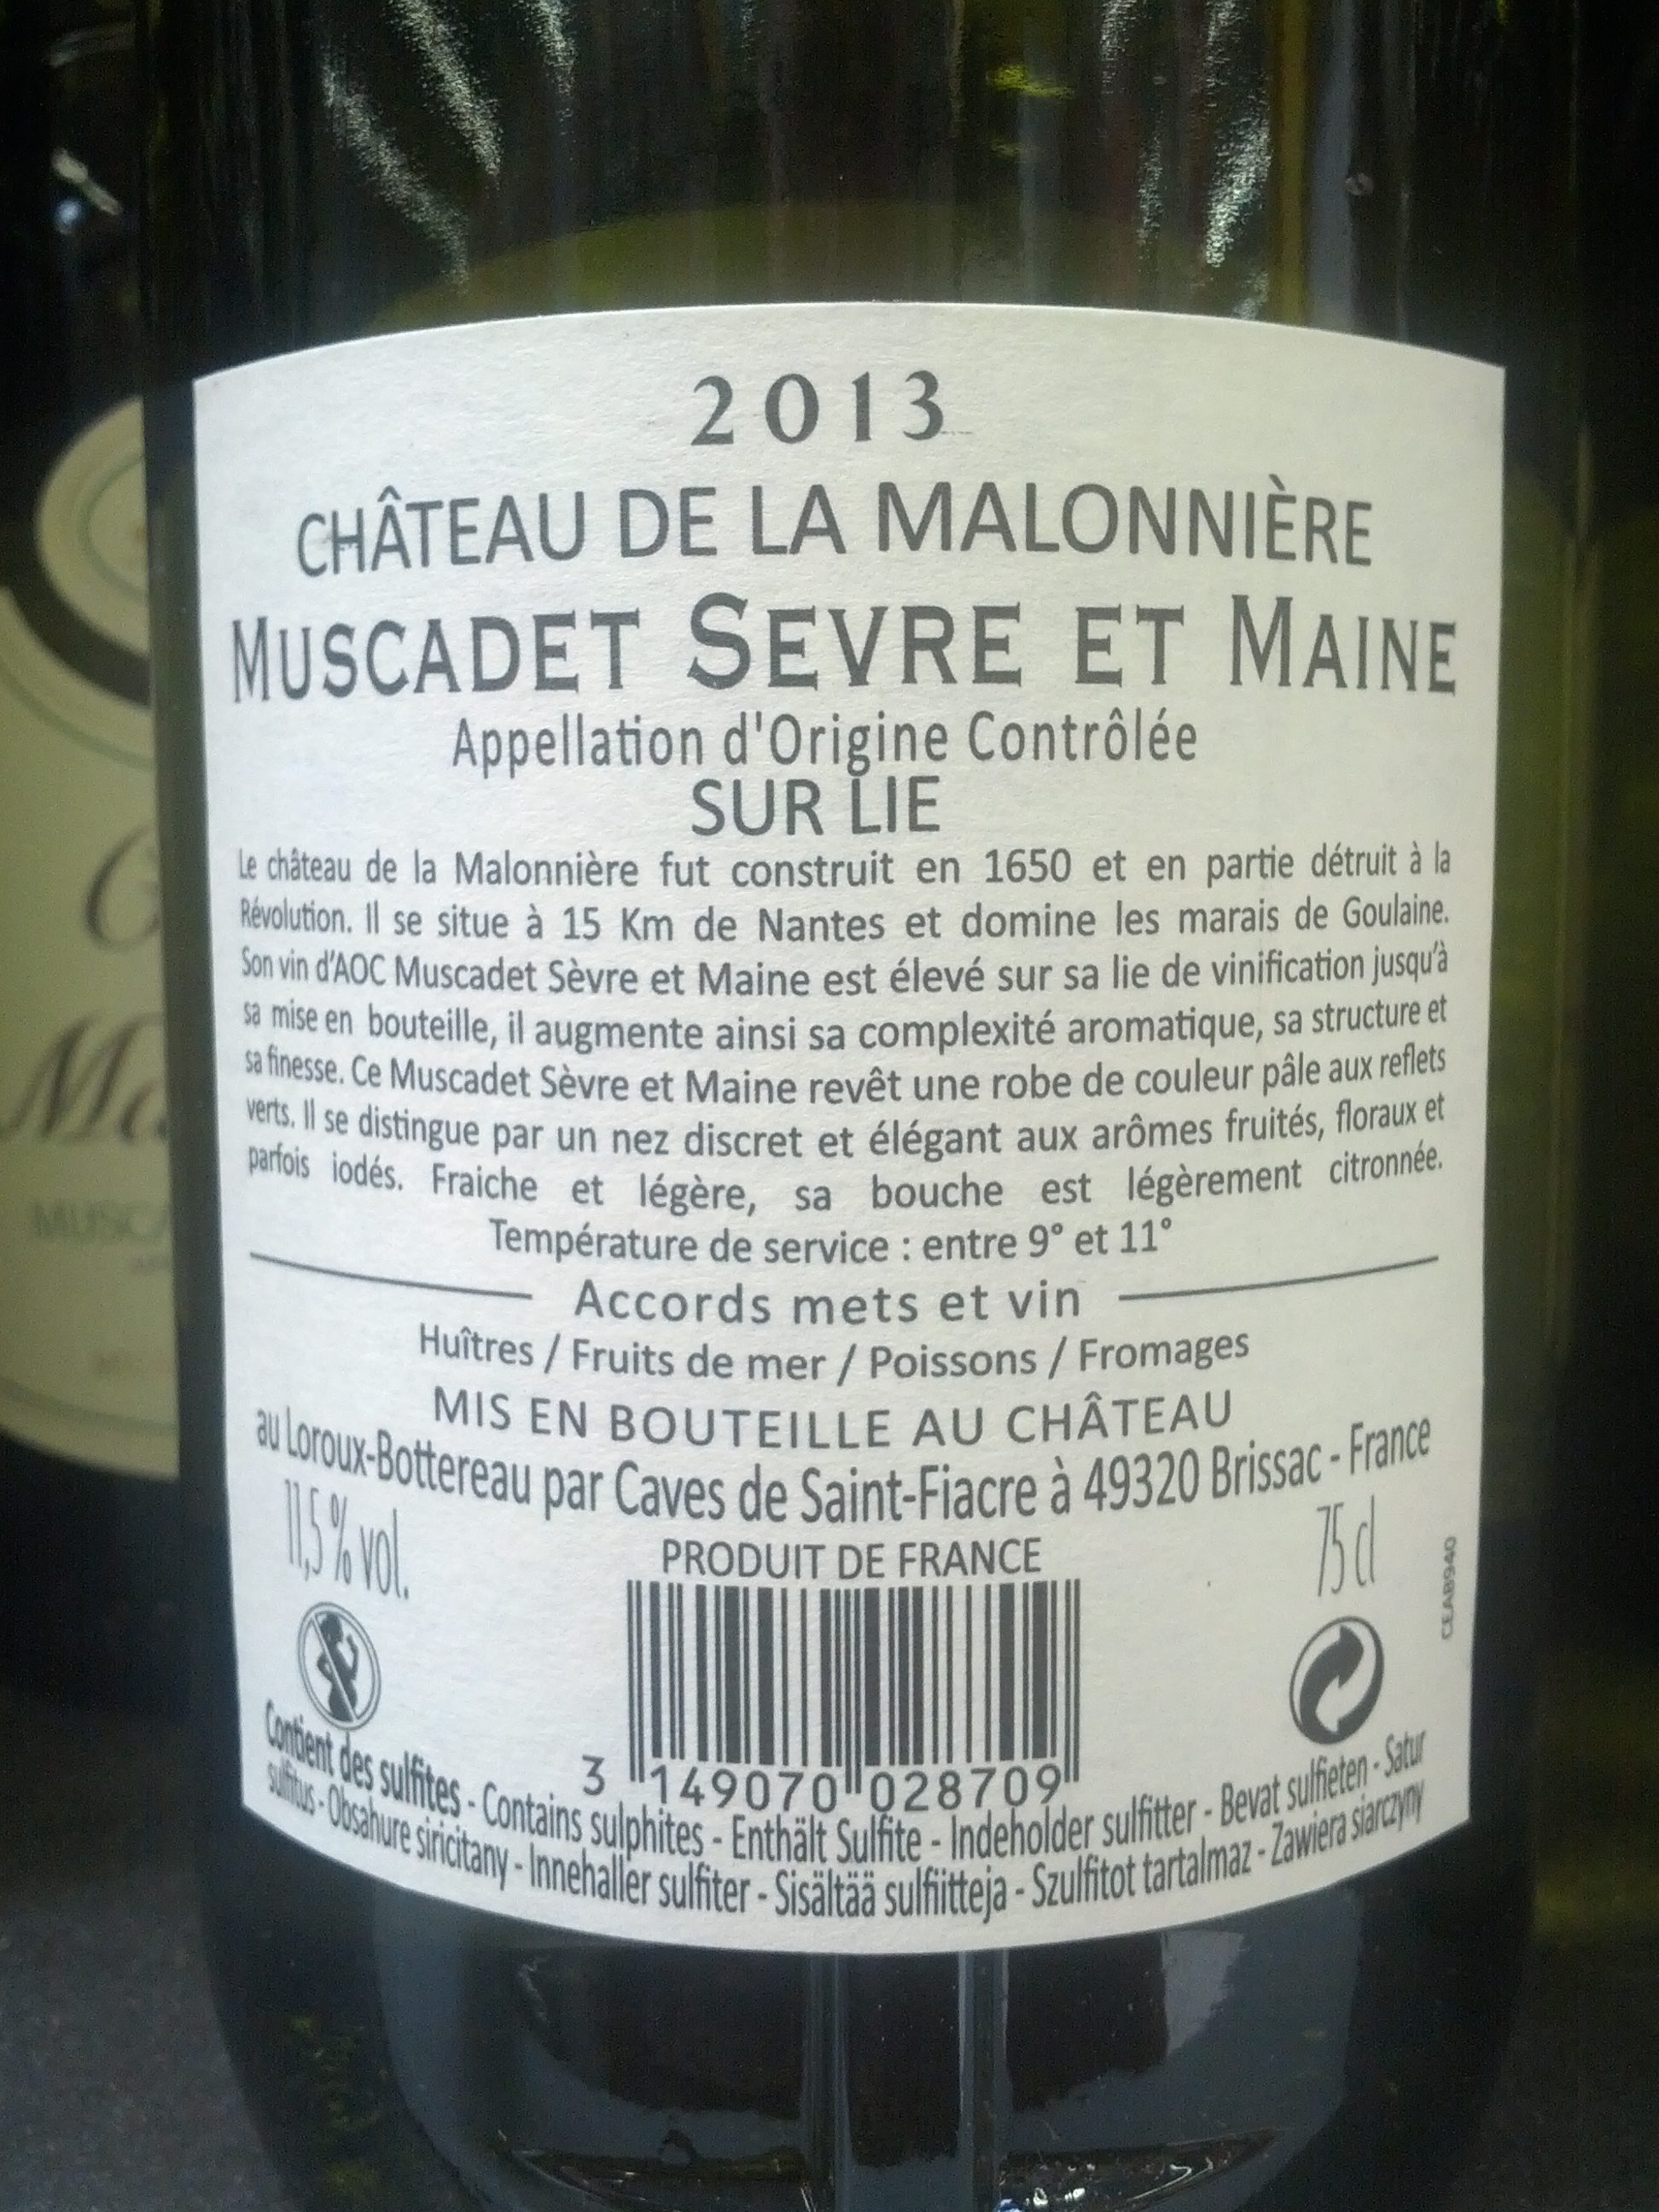 2013
CHÂTEAU DE LA MALONNIÈRE
MUSCADET SEVRE ET MAINE
Appellation d'Origine Contrôlée
SUR LIE
Le château de la Malonnière fut construit en 1650 et en partie détruit à la
Révolution. Il se situe à 15 Km de Nantes et domine les marais de Goulaine.
Son vin d'AOC Muscadet Sèvre et Maine est élevé sur sa lie de vinification jusqu'à
sa mise en bouteille, il augmente ainsi sa complexité aromatique, sa structure et
sa finesse. Ce Muscadet Sèvre et Maine revêt une robe de couleur pâle aux reflets
verts. Il se distingue par un nez discret et élégant aux arômes fruités, floraux et
parfois iodés. Fraiche et légère, sa bouche est légèrement citronnée.
Température de service : entre 9° et 11°
Accords mets et vin
Huîtres / Fruits de mer / Poissons / Fromages
MIS EN BOUTEILLE AU CHÂTEAU
au Loroux-Bottereau par Caves de Saint-Fiacre à 49320 Brissac - France
11,5 % vol.
PRODUIT DE FRANCE
75 cl
CEAB940
3 149070 028709
Contient des sulfites - Contains sulphites - Enthält Sulfite - Indeholder sulfitter - Bevat sulfieten - Satur
sulfitus - Obsahure siricitany - Innehaller sulfiter - Sisältää sulfiitteja - Szulfitot tartalmaz - Zawiera siarczyny
MUSCA